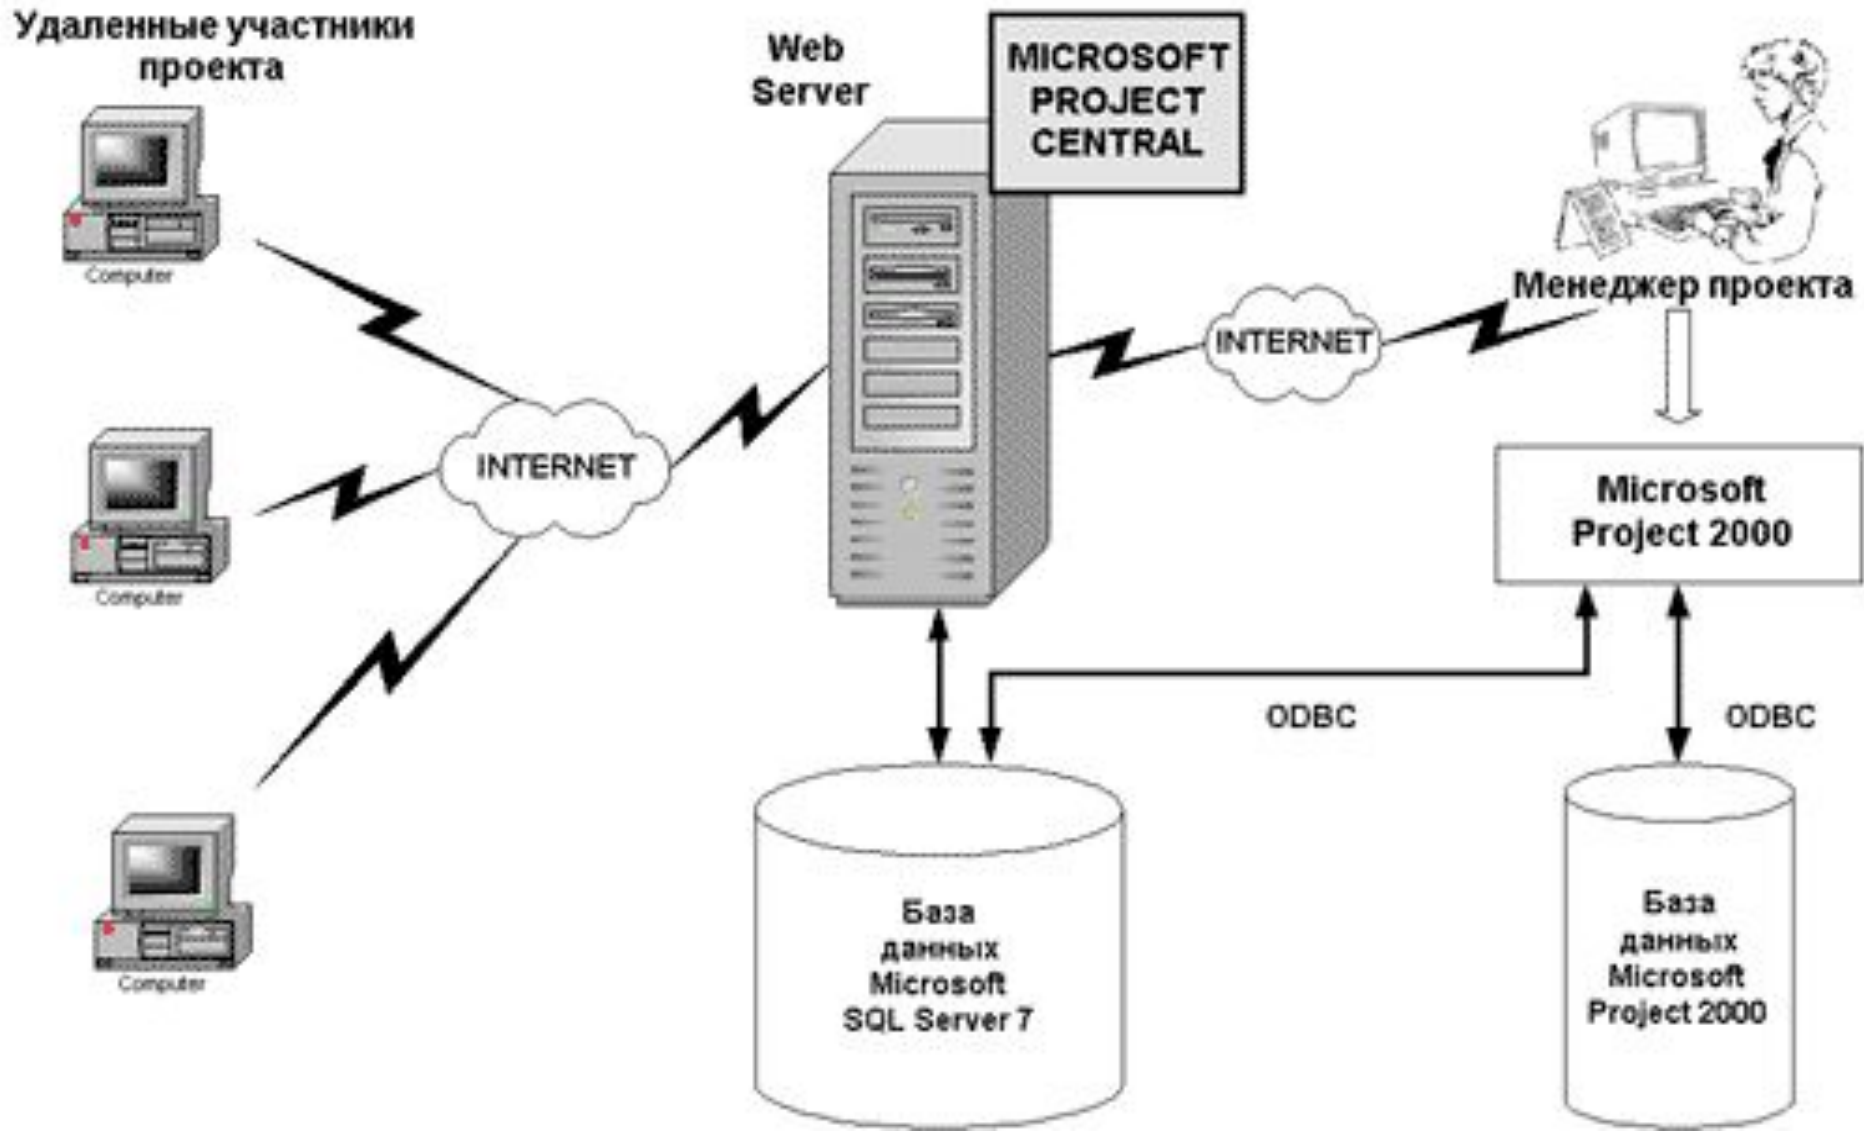 Удаленные участники
проекта
Web
Server
MICROSOFT
PROJECT
CENTRAL
Computer
Менеджер проекта
INTERNET
INTERNET
Microsoft
Project 2000
Computer
ODBC
ODBC
База
данных
Microsoft
SQL Server 7
База
данных
Microsoft
Project 2000
Computer